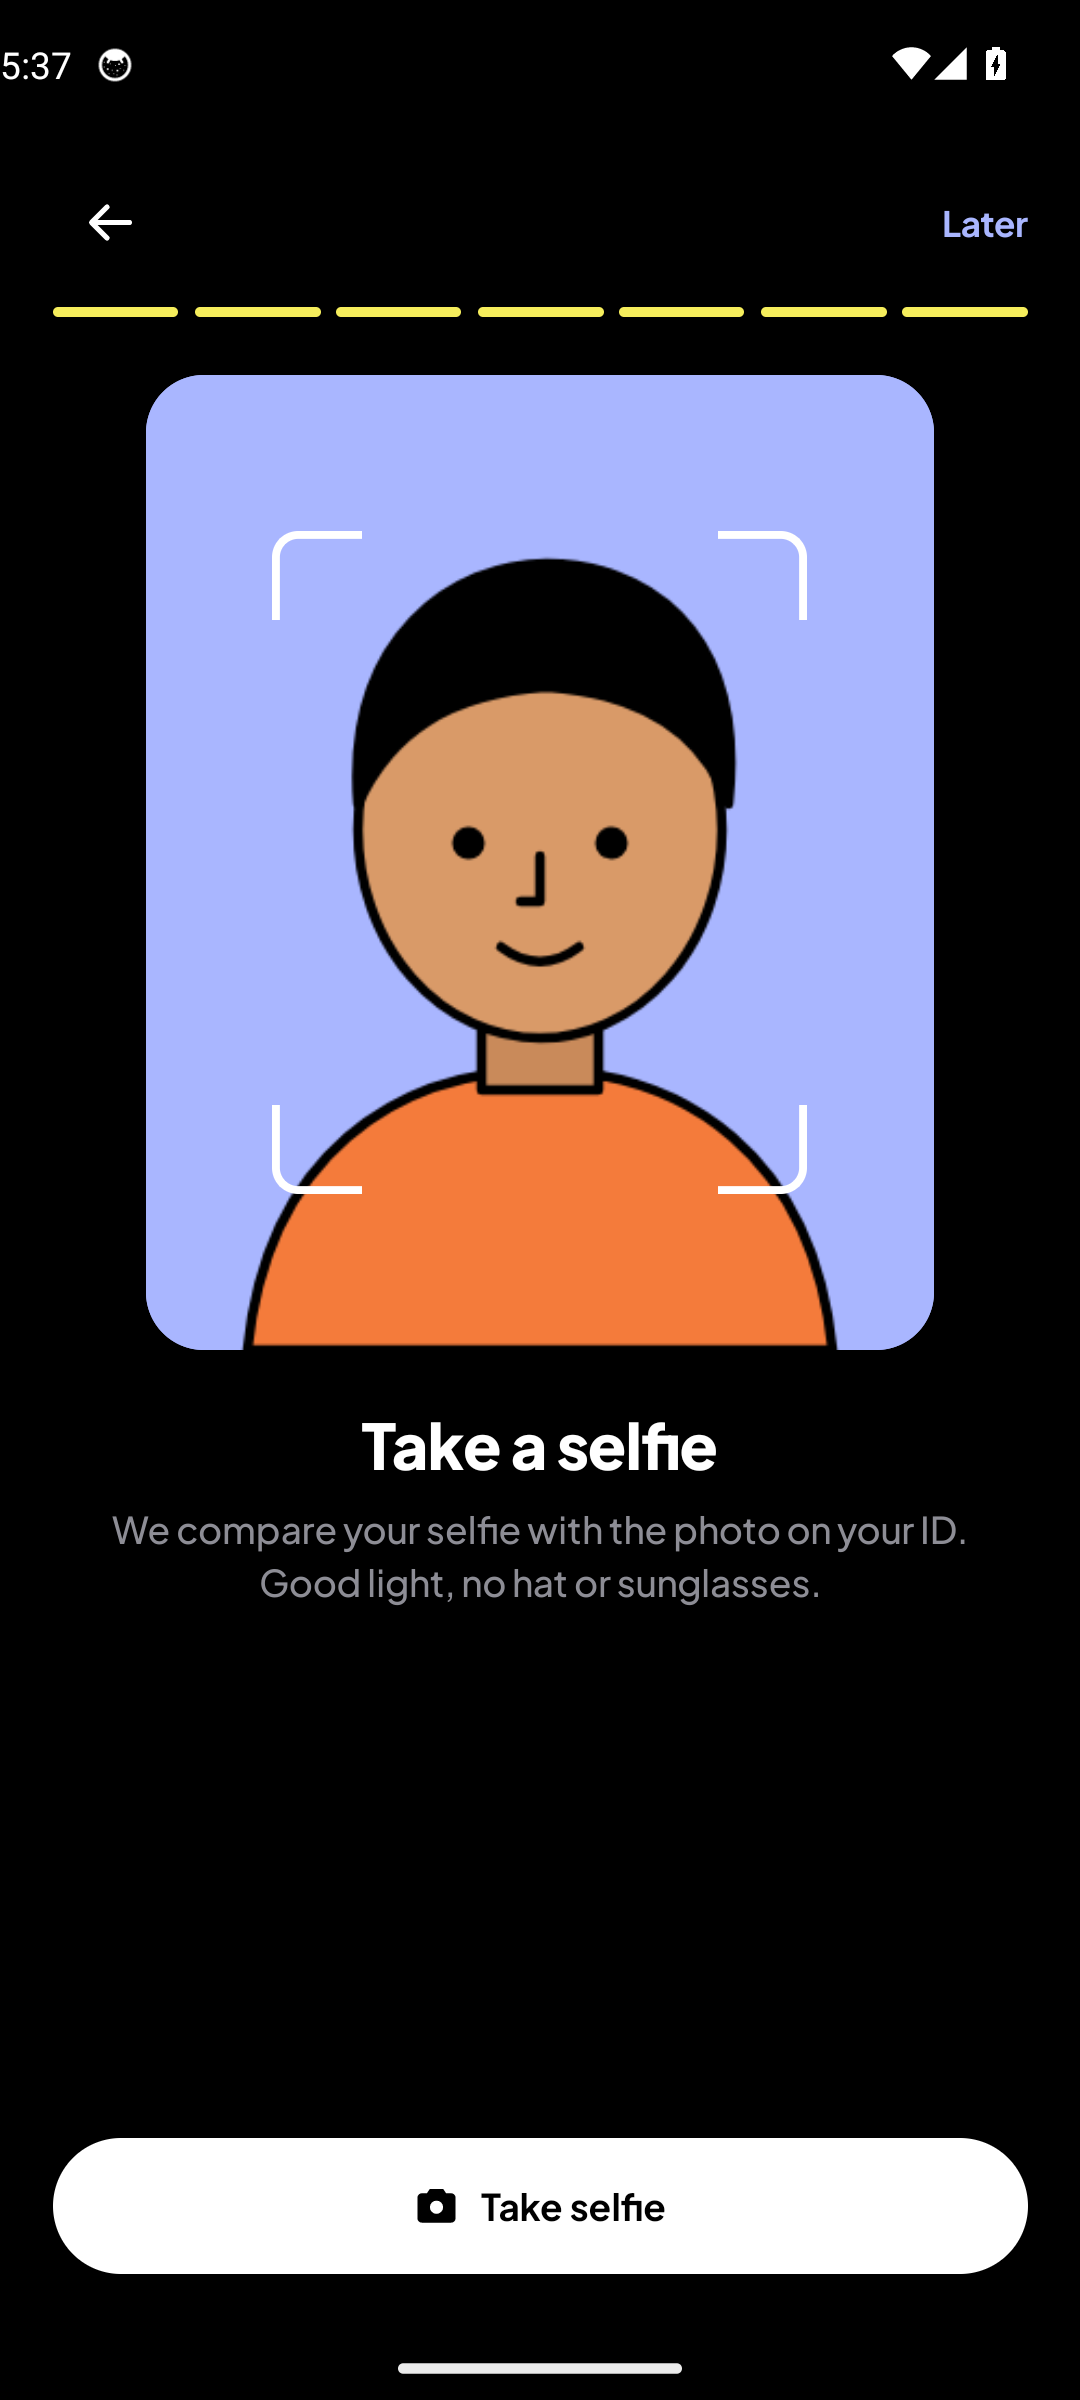 5:37
Later
Take a selfie
We compare your selfie with the photo on your ID.
Good light, no hat or sunglasses.
Take selfie